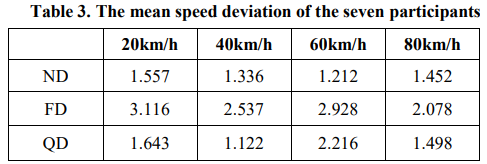 Table 3. The mean speed deviation of the seven participants
20km/h 40km/h 60km/h 80km/h
ND 1.557 1.336 1.212 1.452
FD 3.116 2.537 2.928 2.078
QD 1.643 1.122 2.216 1.498